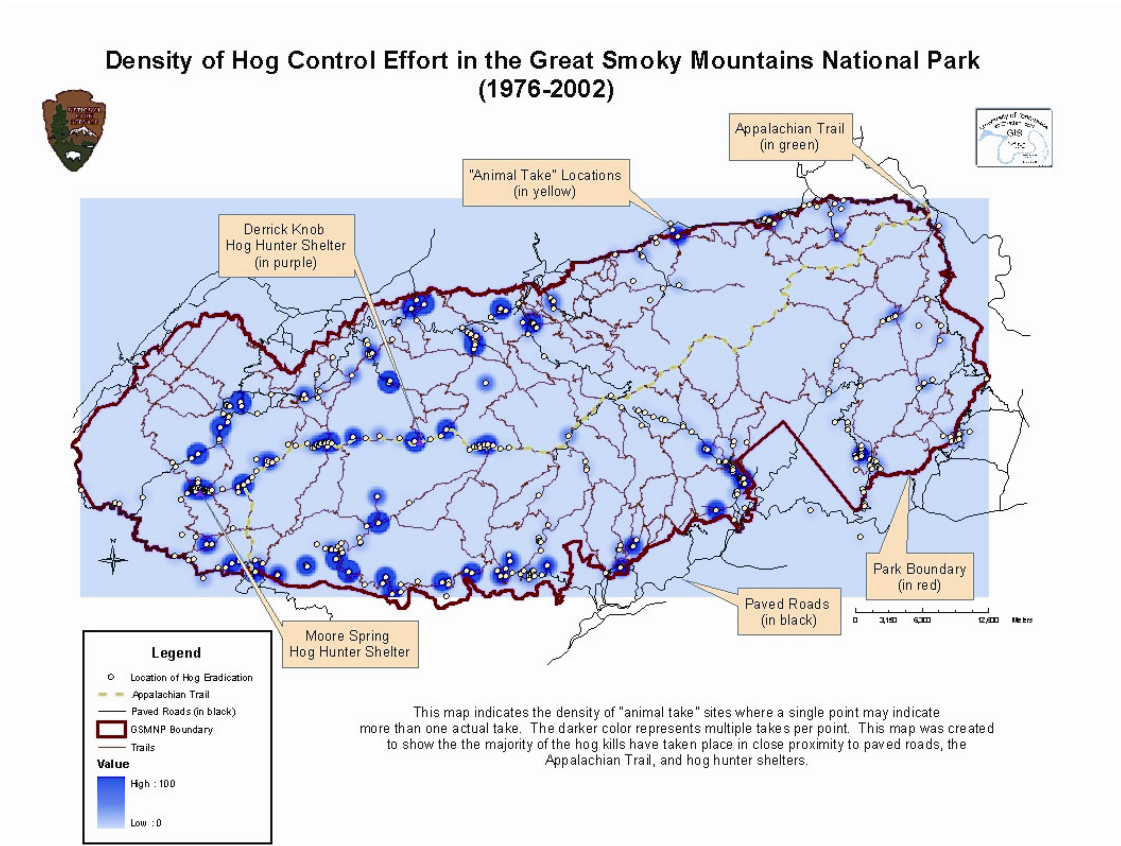 Density of Hog Control Effort in the Great Smoky Mountains National Park
(1976-2002)
NATIONAL
PARK
SERVICE
Appalachian Trail
(in green)
GIS
"Animal Take" Locations
(in yellow)
Derrick Knob
Hog Hunter Shelter
(in purple)
N
Park Boundary
(in red)
Paved Roads
(in black)
0 3,150 6,300 12,600 Meters
Moore Spring
Hog Hunter Shelter
Legend
Location of Hog Eradication
Appalachian Trail
Paved Roads (in black)
GSMNP Boundary
Trails
Value
High : 100
Low : 0
This map indicates the density of "animal take" sites where a single point may indicate
more than one actual take. The darker color represents multiple takes per point. This map was created
to show the the majority of the hog kills have taken place in close proximity to paved roads, the
Appalachian Trail, and hog hunter shelters.